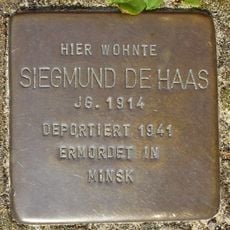 HIER WOHNTE
SIEGMUND DE HAAS
JG. 1914
DEPORTIERT 1941
ERMORDET IN
MINSK